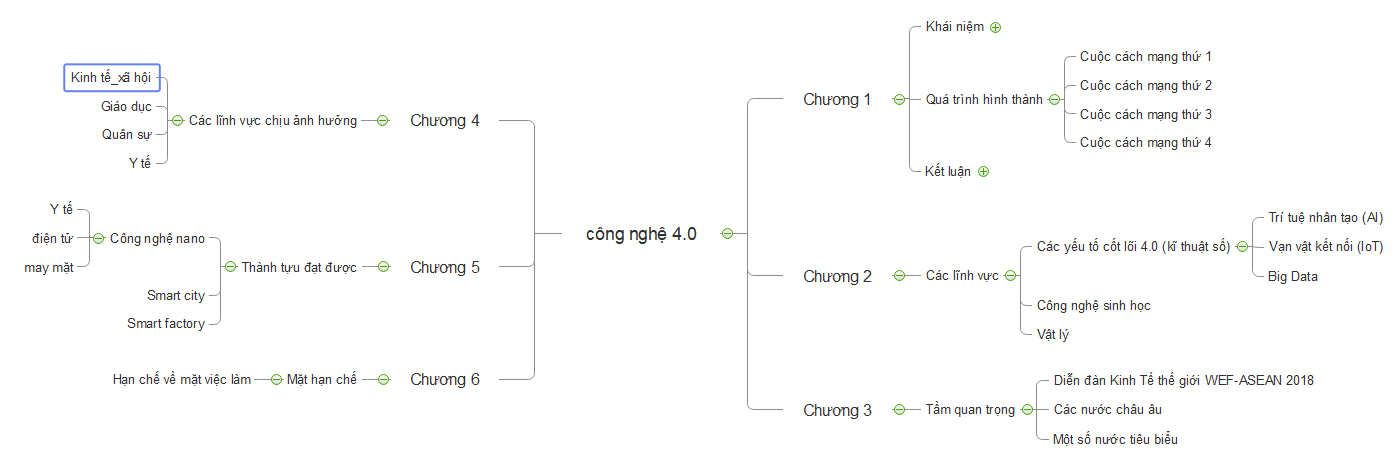 công nghệ 4.0
Chương 1
Khái niệm
Quá trình hình thành
Cuộc cách mạng thứ 1
Cuộc cách mạng thứ 2
Cuộc cách mạng thứ 3
Cuộc cách mạng thứ 4
Kết luận
Chương 2
Các lĩnh vực
Các yếu tố cốt lõi 4.0 (kĩ thuật số)
Trí tuệ nhân tạo (AI)
Vạn vật kết nối (IoT)
Big Data
Công nghệ sinh học
Vật lý
Chương 3
Tầm quan trọng
Diễn đàn Kinh Tế thế giới WEF-ASEAN 2018
Các nước châu âu
Một số nước tiêu biểu
Chương 4
Các lĩnh vực chịu ảnh hưởng
Kinh tế_xã hội
Giáo dục
Quân sự
Y tế
Chương 5
Thành tựu đạt được
Công nghệ nano
Y tế
điện tử
may mặt
Smart city
Smart factory
Chương 6
Mặt hạn chế
Hạn chế về mặt việc làm